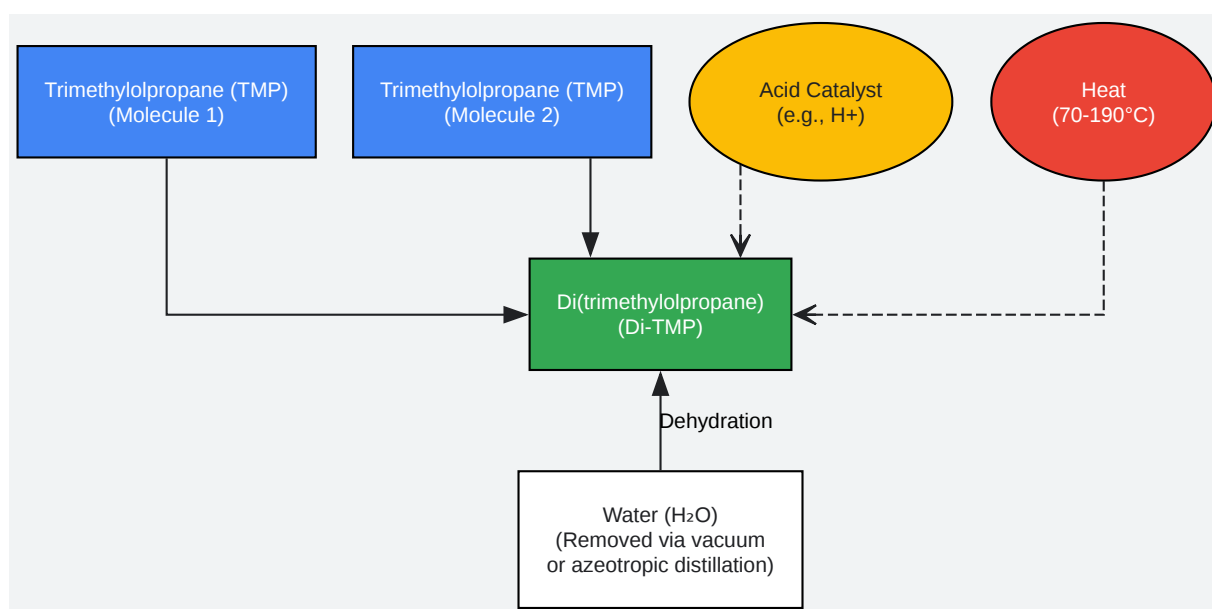 Trimethylolpropane (TMP)
(Molecule 1)
Trimethylolpropane (TMP)
(Molecule 2)
Acid Catalyst
(e.g., H+)
Heat
(70-190°C)
Di(trimethylolpropane)
(Di-TMP)
Dehydration
Water (H₂O)
(Removed via vacuum
or azeotropic distillation)